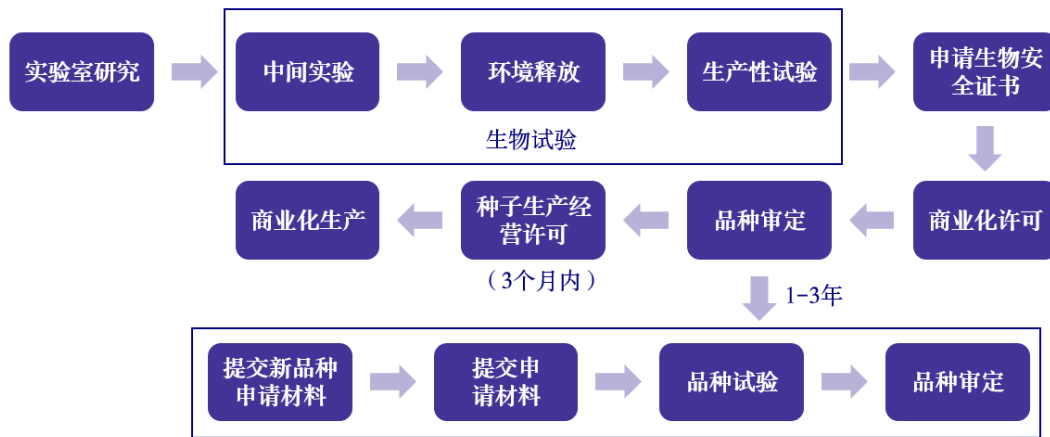 实验室研究
中间实验
环境释放
生产性试验
申请生物安
全证书
生物试验
商业化生产
种子生产经
营许可
品种审定
商业化许可
（3个月内）
1-3年
提交新品种
申请材料
提交申
请材料
品种试验
品种审定